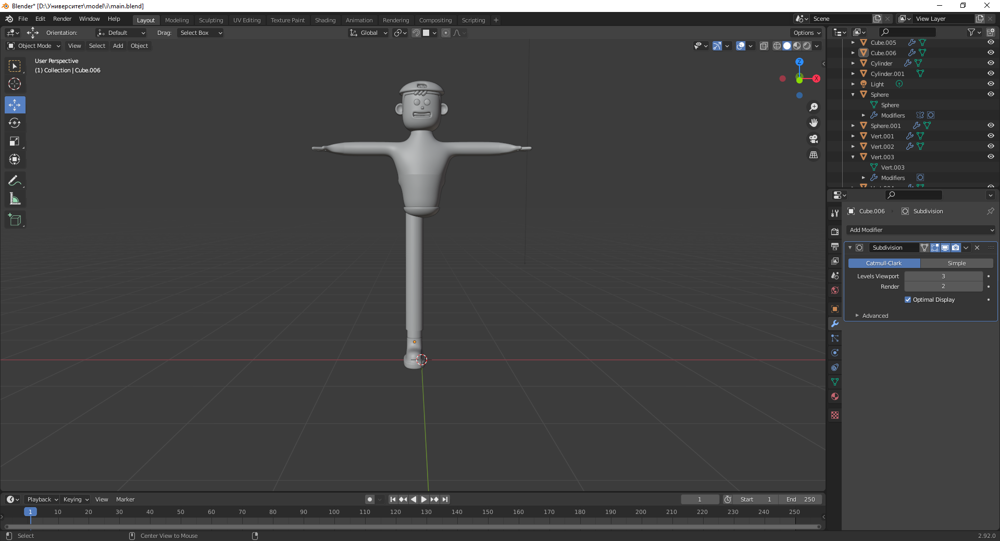 Blender* [D:\Университет\model\i\main.blend]
File Edit Render Window Help Layout Modeling Sculpting UV Editing Texture Paint Shading Animation Rendering Compositing Scripting Scene View Layer
Orientation: Default Drag: Select Box Global Options
Object Mode View Select Add Object
User Perspective
(1) Collection | Cube.006
Z
X
Cube.005
Cube.006
Cylinder
Cylinder.001
Light
Sphere
Sphere
Modifiers
Sphere.001
Vert.001
Vert.002
Vert.003
Vert.003
Modifiers
Cube.006 Subdivision
Add Modifier
Subdivision
Catmull-Clark Simple
Levels Viewport 3
Render 2
Optimal Display
Advanced
Playback Keying View Marker 1 Start 1 End 250
1 10 20 30 40 50 60 70 80 90 100 110 120 130 140 150 160 170 180 190 200 210 220 230 240 250
Select Center View to Mouse 2.92.0